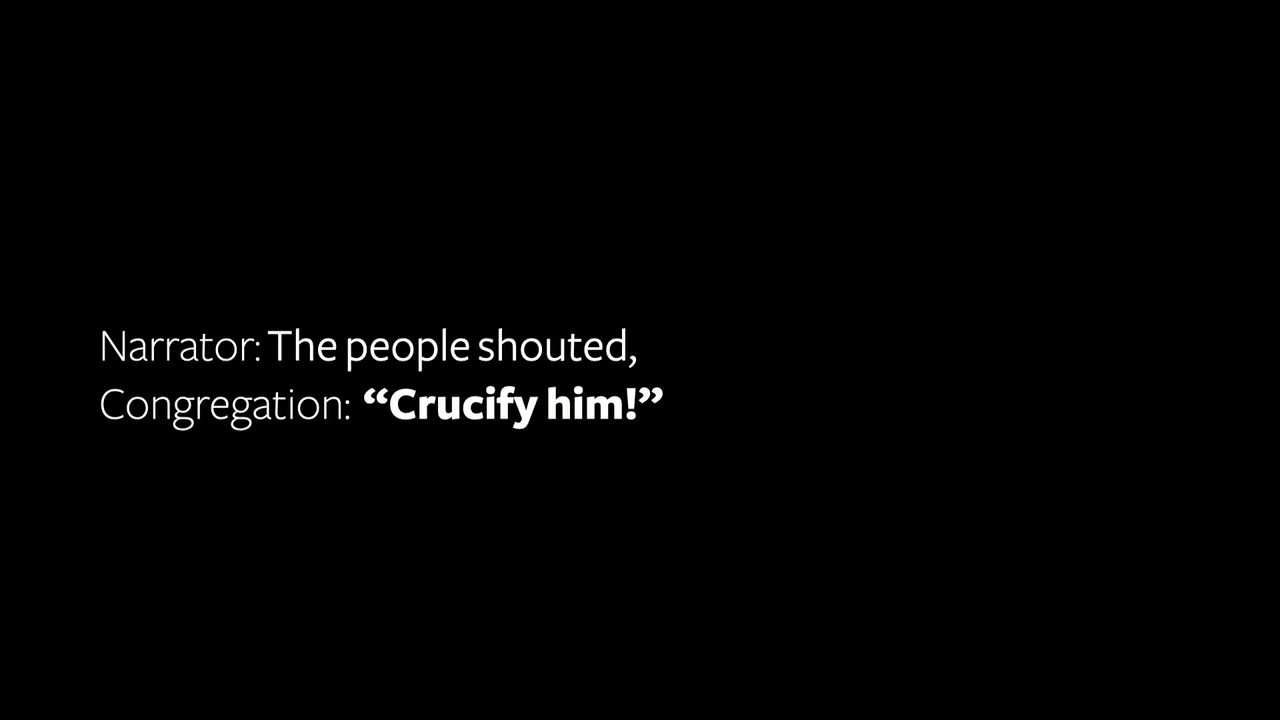 Narrator: The people shouted,
Congregation: “Crucify him!”